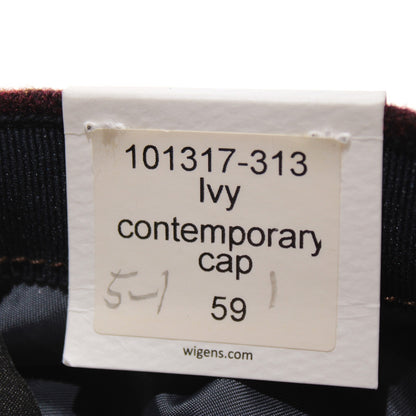 101317-313
Ivy
contemporary
cap
5-1 59 1
wigens.com